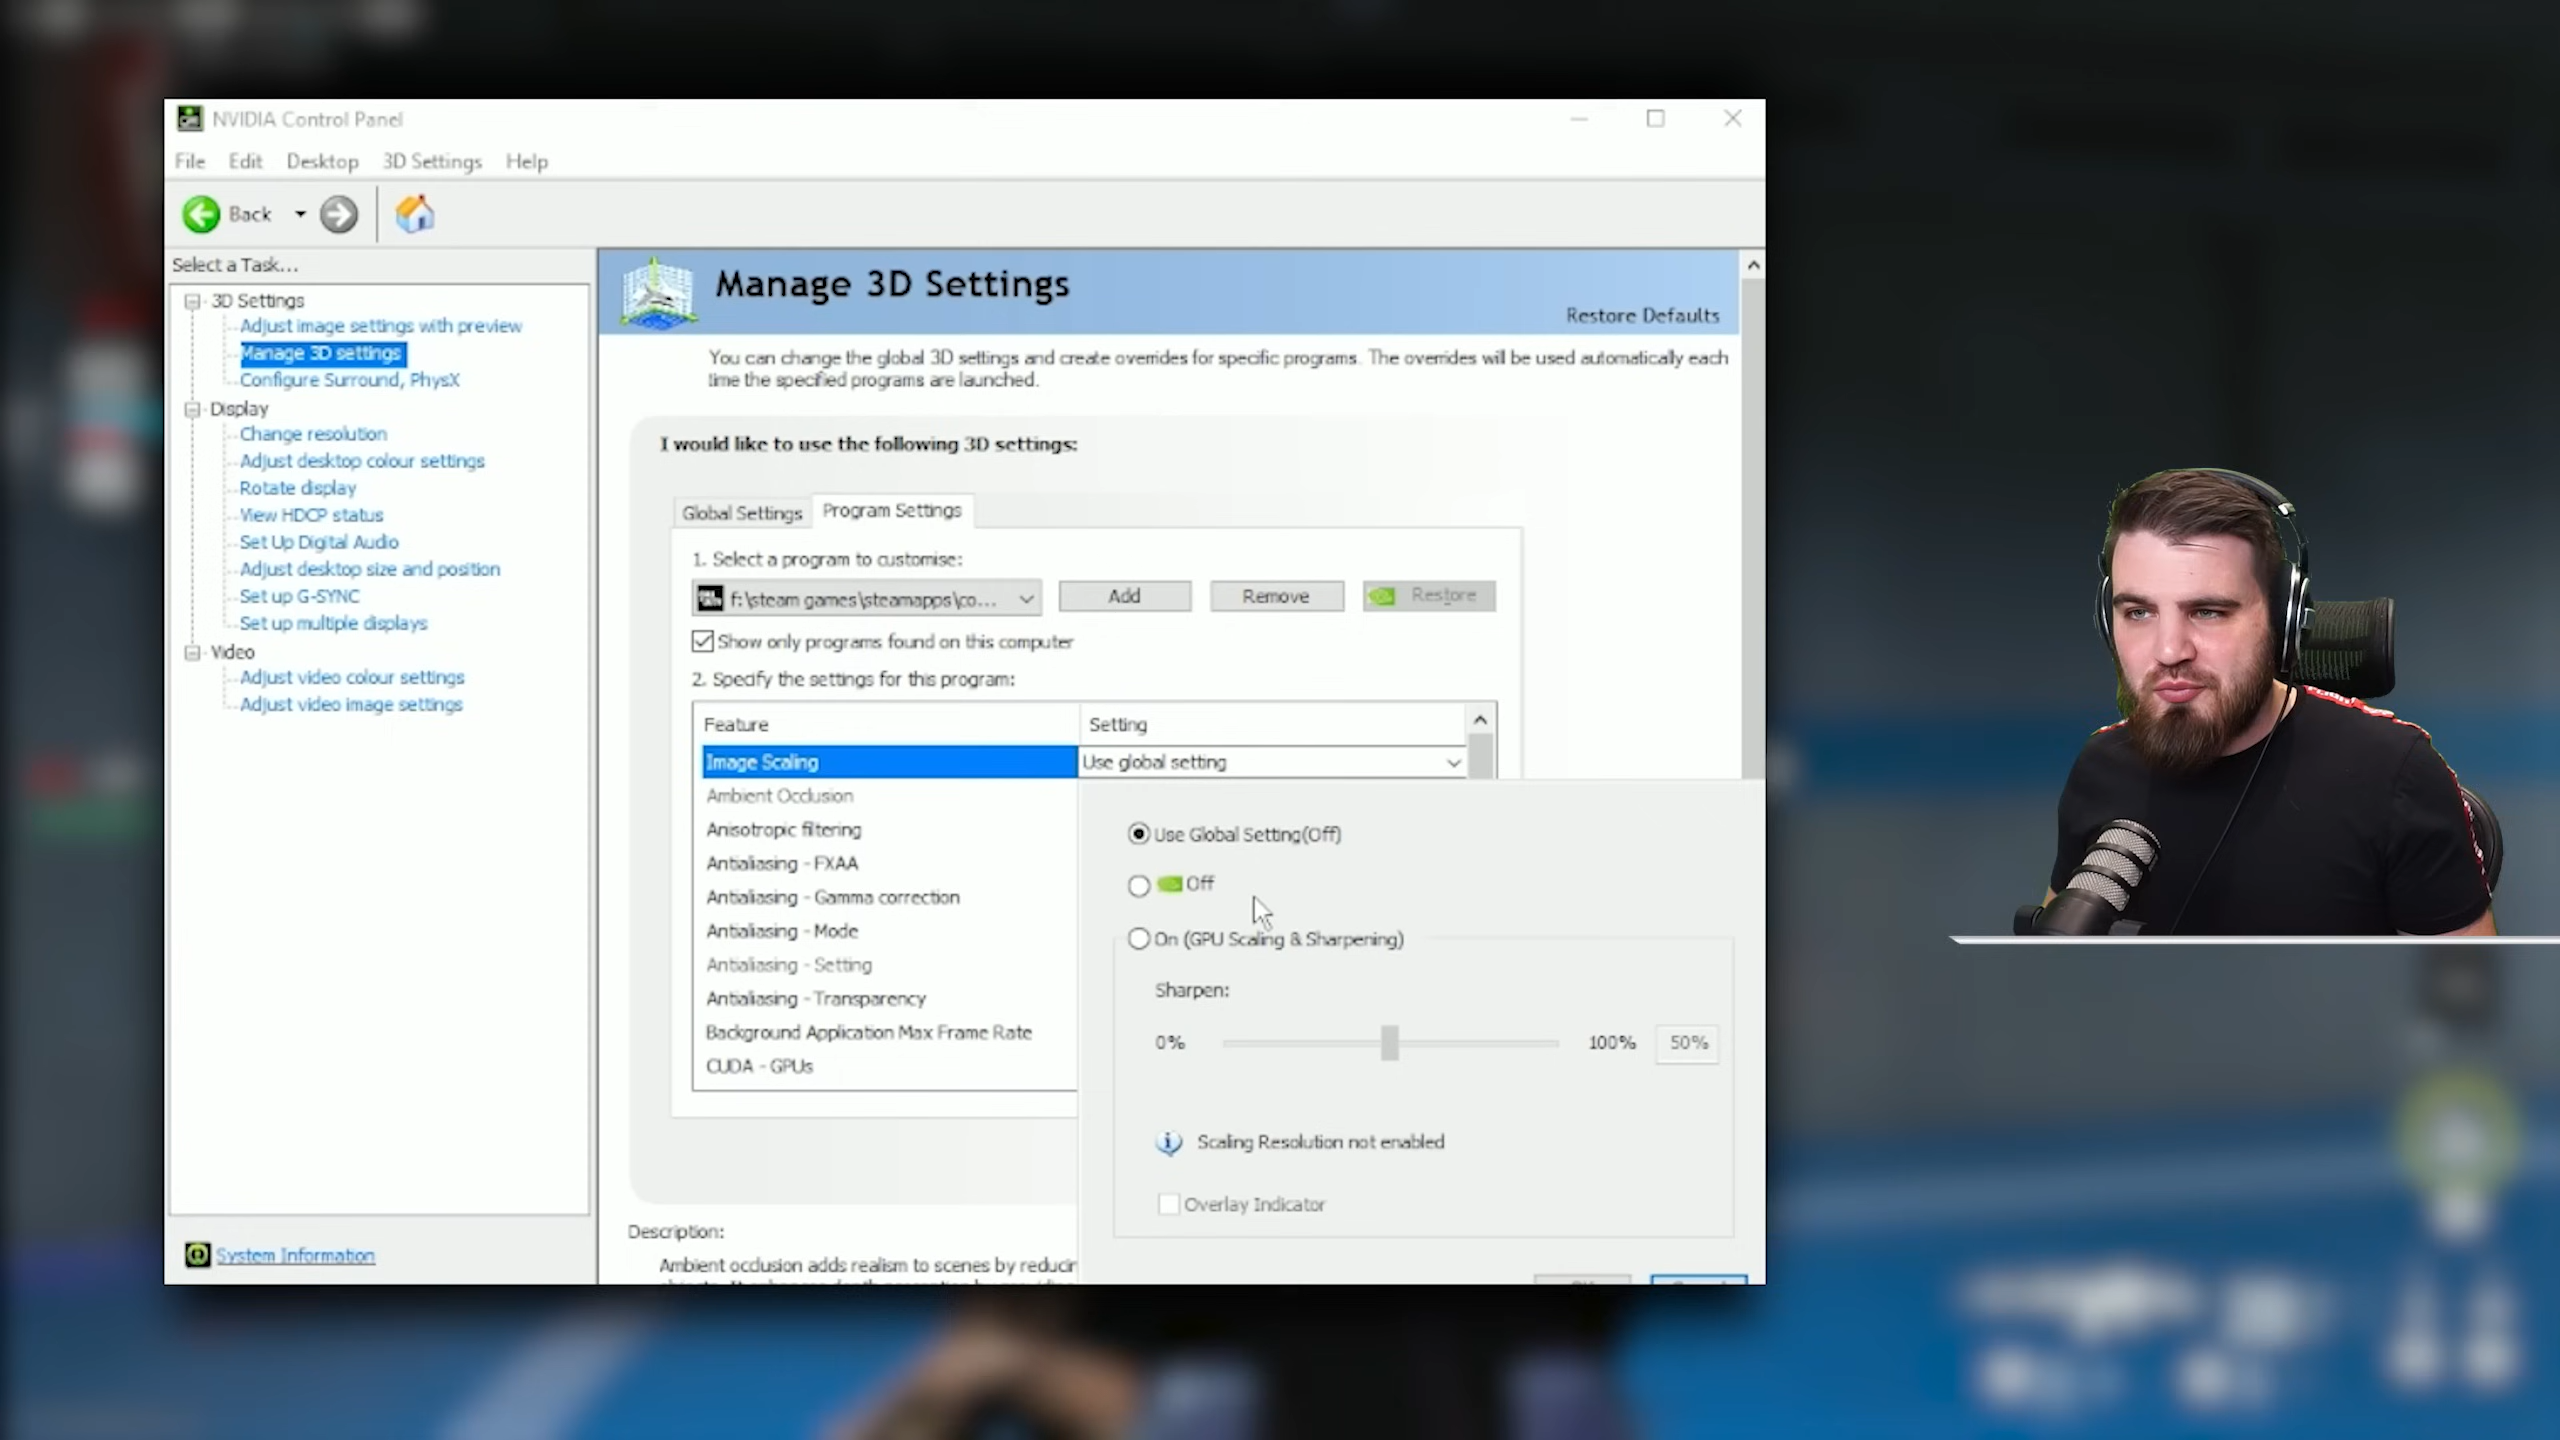 NVIDIA Control Panel
File Edit Desktop 3D Settings Help
Back
Select a Task...
3D Settings
Adjust image settings with preview
Manage 3D settings
Configure Surround, PhysX
Display
Change resolution
Adjust desktop colour settings
Rotate display
View HDCP status
Set Up Digital Audio
Adjust desktop size and position
Set up G-SYNC
Set up multiple displays
Video
Adjust video colour settings
Adjust video image settings
System Information
Manage 3D Settings
Restore Defaults
You can change the global 3D settings and create overrides for specific programs. The overrides will be used automatically each
time the specified programs are launched.
I would like to use the following 3D settings:
Global Settings Program Settings
1. Select a program to customise:
f:\steam games\steamapps\co... Add Remove Restore
Show only programs found on this computer
2. Specify the settings for this program:
Feature Setting
Image Scaling Use global setting
Ambient Occlusion
Anisotropic filtering
Antialiasing - FXAA
Antialiasing - Gamma correction
Antialiasing - Mode
Antialiasing - Setting
Antialiasing - Transparency
Background Application Max Frame Rate
CUDA - GPUs
Use Global Setting(Off)
Off
On (GPU Scaling & Sharpening)
Sharpen:
0% 100% 50%
Scaling Resolution not enabled
Overlay Indicator
Description:
Ambient occlusion adds realism to scenes by reducin